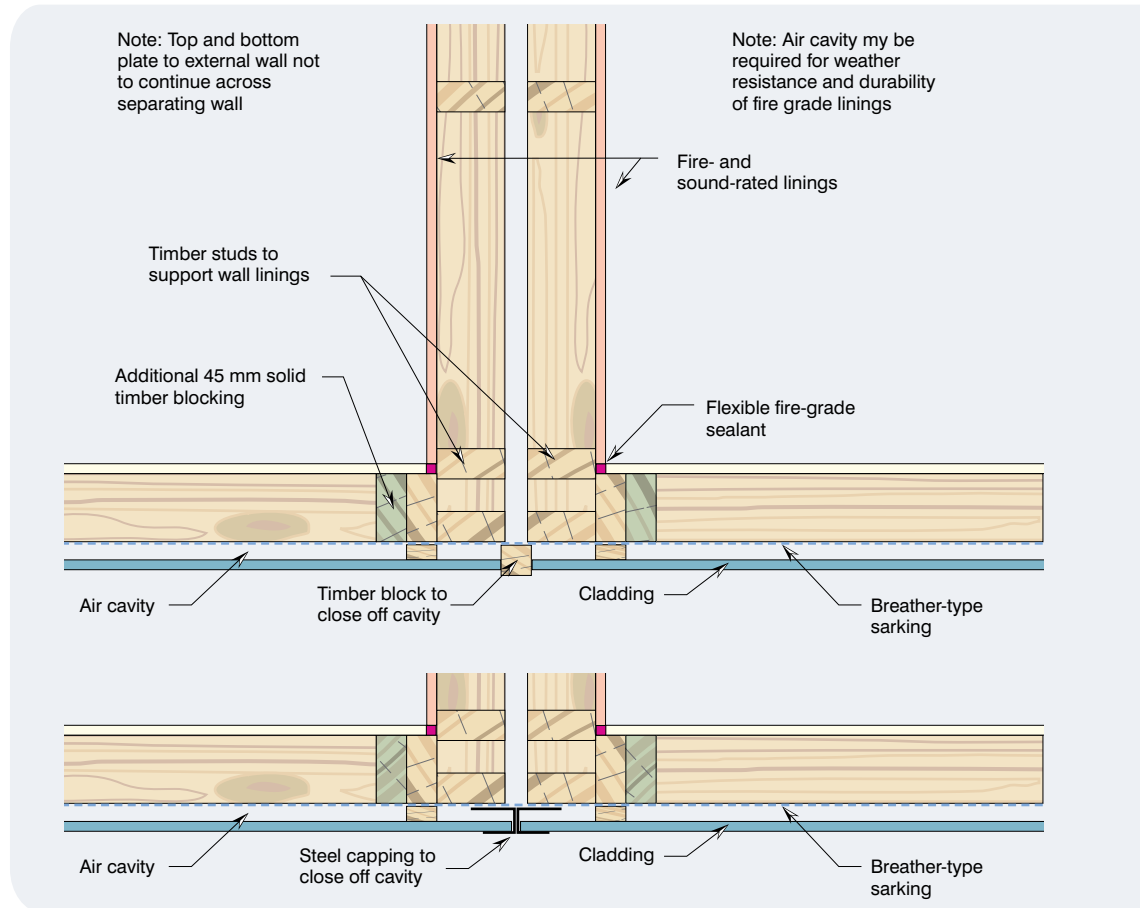 Note: Top and bottom
plate to external wall not
to continue across
separating wall
Note: Air cavity my be
required for weather
resistance and durability
of fire grade linings
Fire- and
sound-rated linings
Timber studs to
support wall linings
Additional 45 mm solid
timber blocking
Flexible fire-grade
sealant
Air cavity
Timber block to
close off cavity
Cladding
Breather-type
sarking
Air cavity
Steel capping to
close off cavity
Cladding
Breather-type
sarking